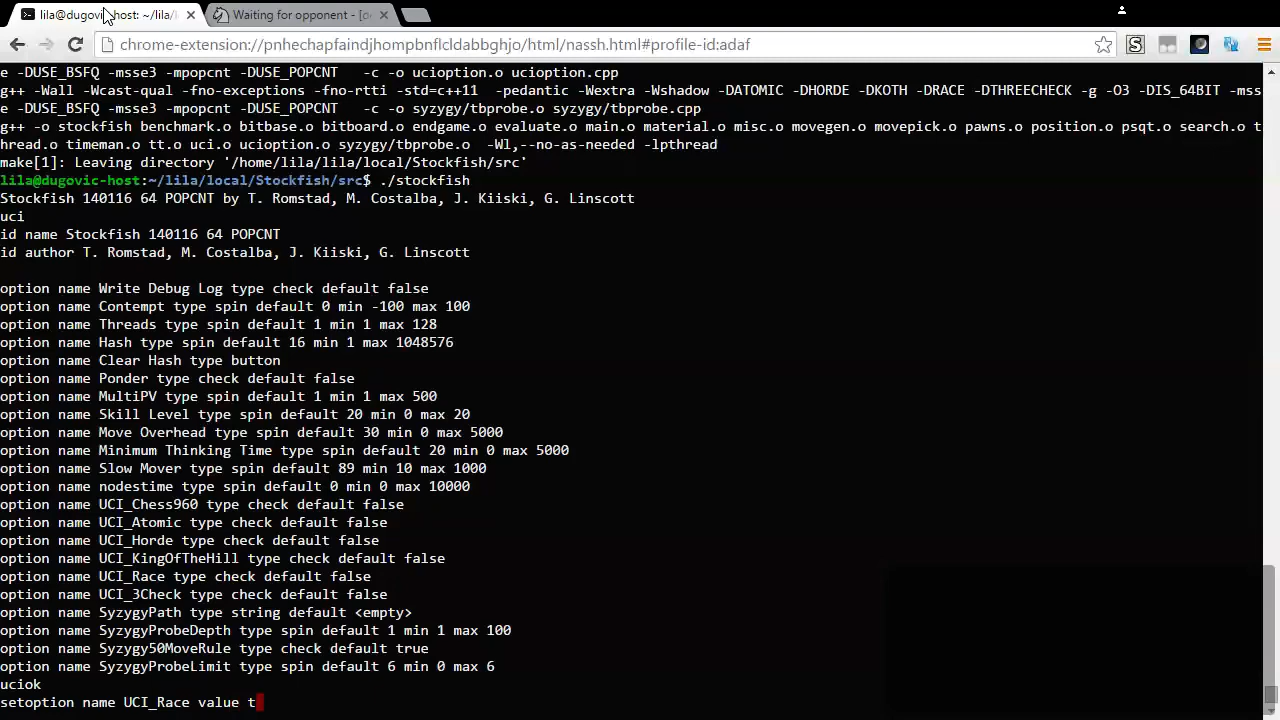 lila@dugovic-host: ~/lila/l
Waiting for opponent - [de
chrome-extension://pnhechapfaindjhompbnflcldabbghjo/html/nassh.html#profile-id:adaf
e -DUSE_BSFQ -msse3 -mpopcnt -DUSE_POPCNT   -c -o ucioption.o ucioption.cpp
g++ -Wall -Wcast-qual -fno-exceptions -fno-rtti -std=c++11  -pedantic -Wextra -Wshadow -DATOMIC -DHORDE -DKOTH -DRACE -DTHREECHECK -g -O3 -DIS_64BIT -mss
e -DUSE_BSFQ -msse3 -mpopcnt -DUSE_POPCNT   -c -o syzygy/tbprobe.o syzygy/tbprobe.cpp
g++ -o stockfish benchmark.o bitbase.o bitboard.o endgame.o evaluate.o main.o material.o misc.o movegen.o movepick.o pawns.o position.o psqt.o search.o t
hread.o timeman.o tt.o uci.o ucioption.o syzygy/tbprobe.o  -Wl,--no-as-needed -lpthread
make[1]: Leaving directory '/home/lila/lila/local/Stockfish/src'
lila@dugovic-host:~/lila/local/Stockfish/src$ ./stockfish
Stockfish 140116 64 POPCNT by T. Romstad, M. Costalba, J. Kiiski, G. Linscott
uci
id name Stockfish 140116 64 POPCNT
id author T. Romstad, M. Costalba, J. Kiiski, G. Linscott
option name Write Debug Log type check default false
option name Contempt type spin default 0 min -100 max 100
option name Threads type spin default 1 min 1 max 128
option name Hash type spin default 16 min 1 max 1048576
option name Clear Hash type button
option name Ponder type check default false
option name MultiPV type spin default 1 min 1 max 500
option name Skill Level type spin default 20 min 0 max 20
option name Move Overhead type spin default 30 min 0 max 5000
option name Minimum Thinking Time type spin default 20 min 0 max 5000
option name Slow Mover type spin default 89 min 10 max 1000
option name nodestime type spin default 0 min 0 max 10000
option name UCI_Chess960 type check default false
option name UCI_Atomic type check default false
option name UCI_Horde type check default false
option name UCI_KingOfTheHill type check default false
option name UCI_Race type check default false
option name UCI_3Check type check default false
option name SyzygyPath type string default <empty>
option name SyzygyProbeDepth type spin default 1 min 1 max 100
option name Syzygy50MoveRule type check default true
option name SyzygyProbeLimit type spin default 6 min 0 max 6
uciok
setoption name UCI_Race value t